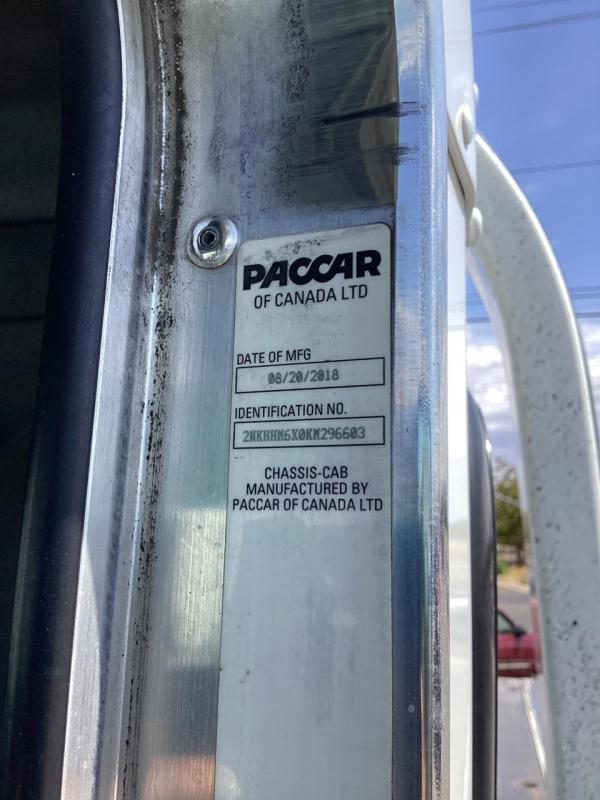 PACCAR
OF CANADA LTD
DATE OF MFG
08/20/2018
IDENTIFICATION NO.
2NKHHM6X0KM296603
CHASSIS-CAB
MANUFACTURED BY
PACCAR OF CANADA LTD